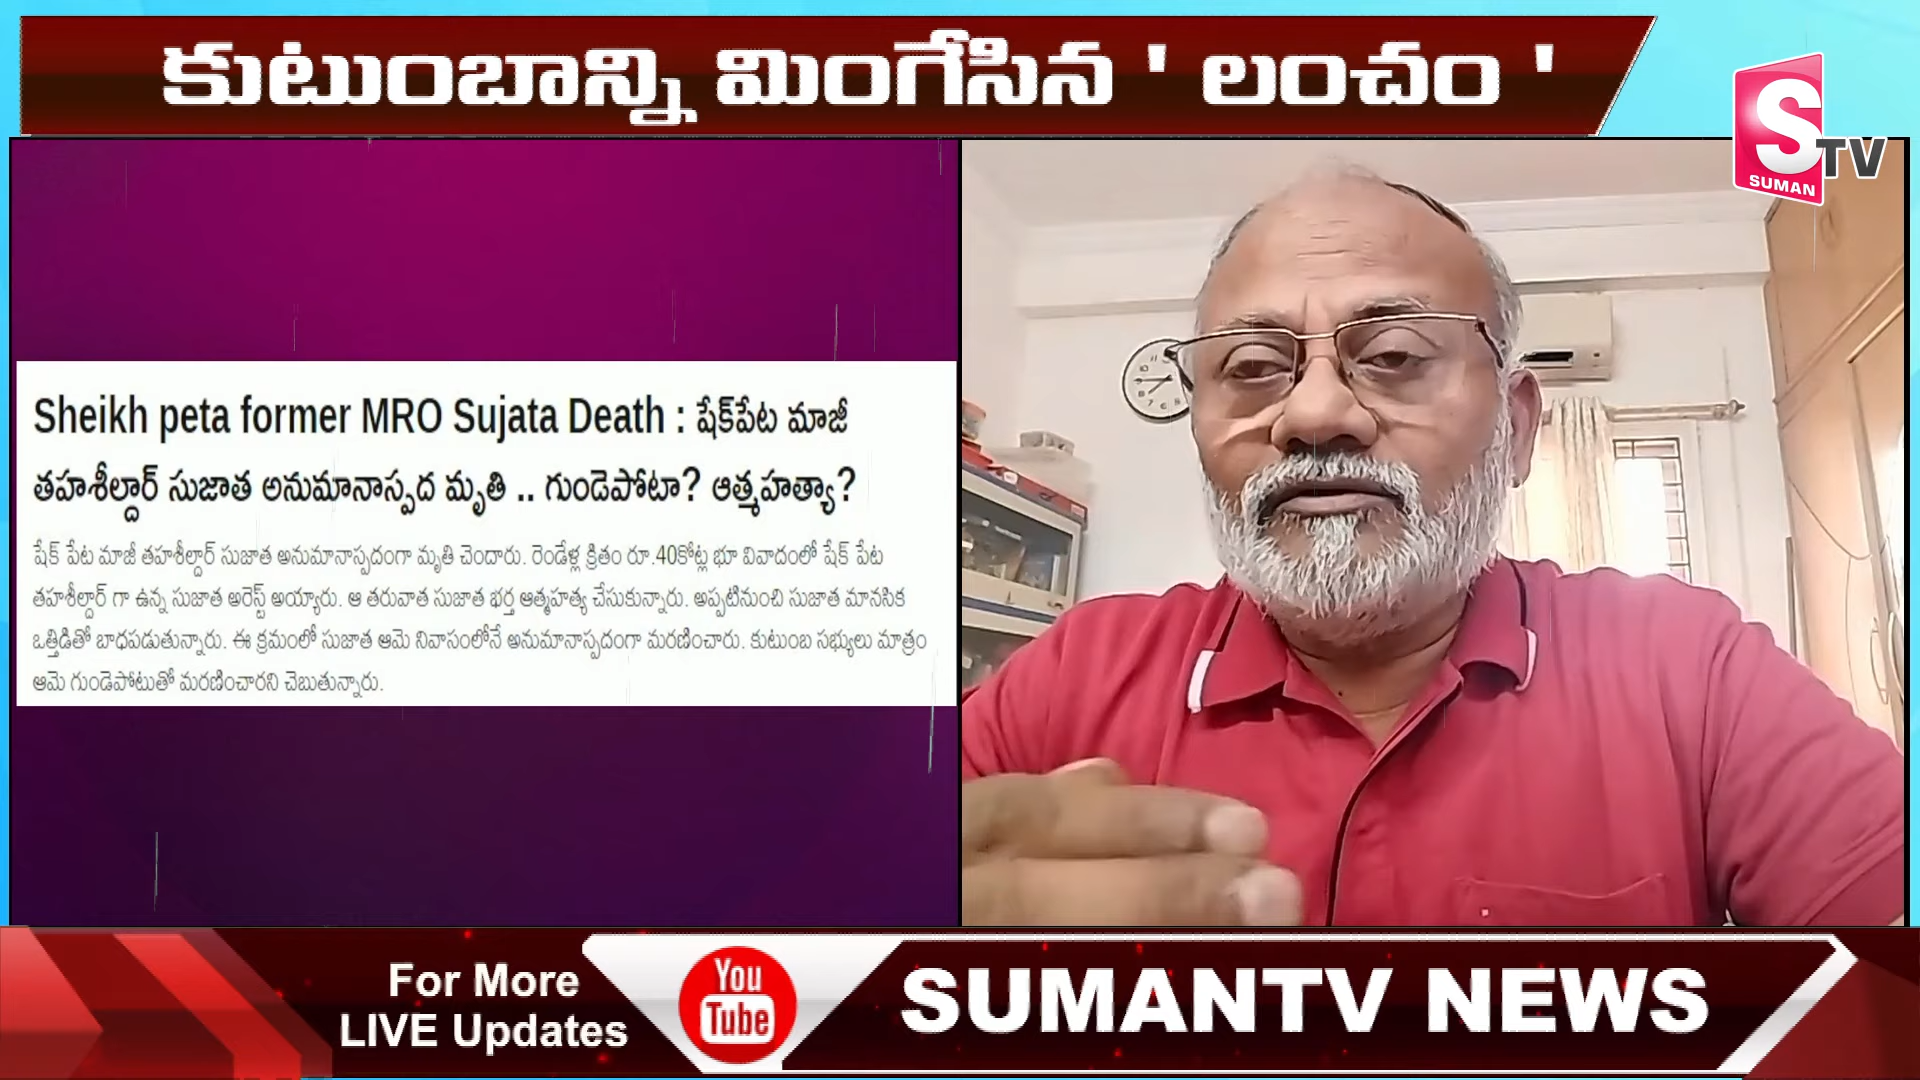 కుటుంబాన్ని మింగేసిన ' లంచం '
S
TV
SUMAN
Sheikh peta former MRO Sujata Death : షేక్‌పేట మాజీ
తహశీల్దార్ సుజాత అనుమానాస్పద మృతి .. గుండెపోటా? ఆత్మహత్యా?
షేక్ పేట మాజీ తహశీల్దార్ సుజాత అనుమానాస్పదంగా మృతి చెందారు. రెండేళ్ల క్రితం రూ.40కోట్ల భూ వివాదంలో షేక్ పేట
తహశీల్దార్ గా ఉన్న సుజాత అరెస్ట్ అయ్యారు. ఆ తరువాత సుజాత భర్త ఆత్మహత్య చేసుకున్నారు. అప్పటినుంచి సుజాత మానసిక
ఒత్తిడితో బాధపడుతున్నారు. ఈ క్రమంలో సుజాత ఆమె నివాసంలోనే అనుమానాస్పదంగా మరణించారు. కుటుంబ సభ్యులు మాత్రం
ఆమె గుండెపోటుతో మరణించారని చెబుతున్నారు.
For More
LIVE Updates
You
Tube
SUMANTV NEWS